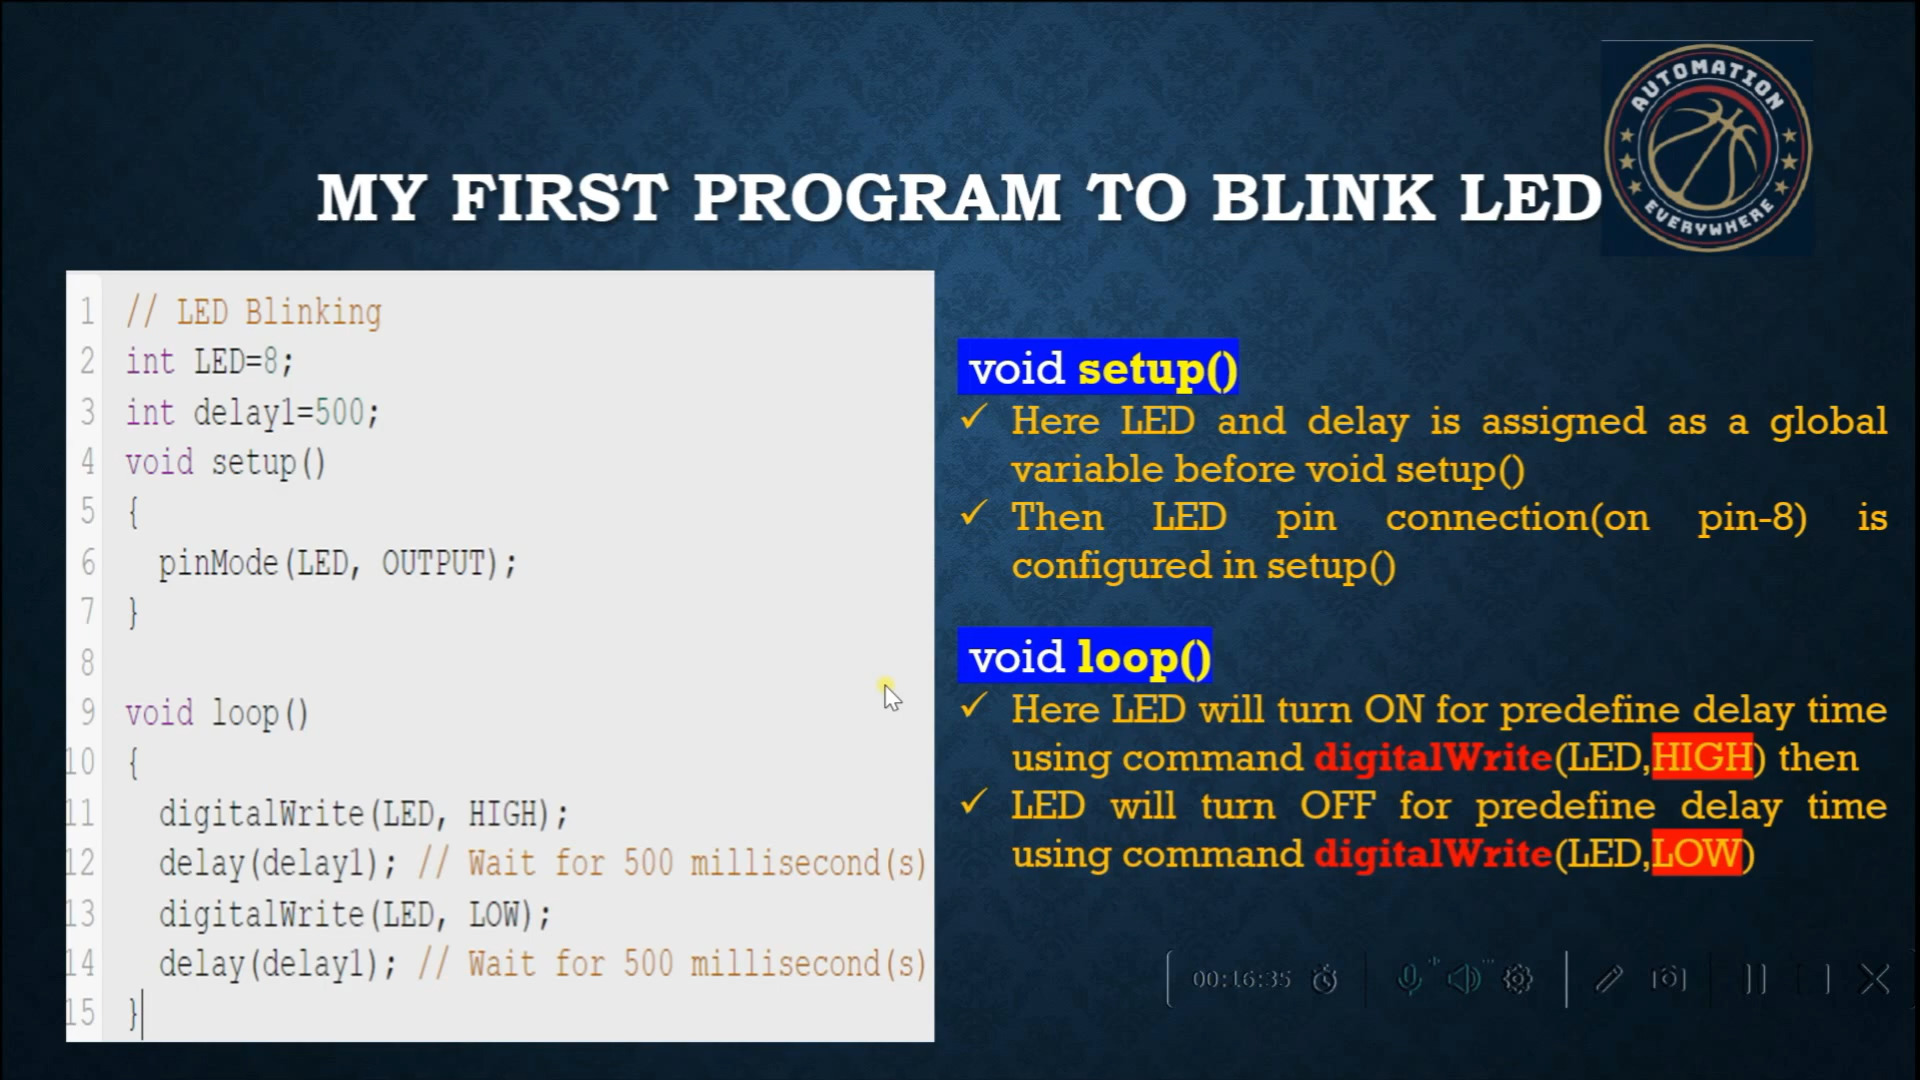 AUTOMATION
EVERYWHERE
MY FIRST PROGRAM TO BLINK LED
1 // LED Blinking
2 int LED=8;
3 int delay1=500;
4 void setup()
5 {
6 pinMode(LED, OUTPUT);
7 }
8
9 void loop()
10 {
11 digitalWrite(LED, HIGH);
12 delay(delay1); // Wait for 500 millisecond(s)
13 digitalWrite(LED, LOW);
14 delay(delay1); // Wait for 500 millisecond(s)
15 }
void setup()
✓ Here LED and delay is assigned as a global
variable before void setup()
✓ Then LED pin connection(on pin-8) is
configured in setup()
void loop()
✓ Here LED will turn ON for predefine delay time
using command digitalWrite(LED,HIGH) then
✓ LED will turn OFF for predefine delay time
using command digitalWrite(LED,LOW)
00:16:35